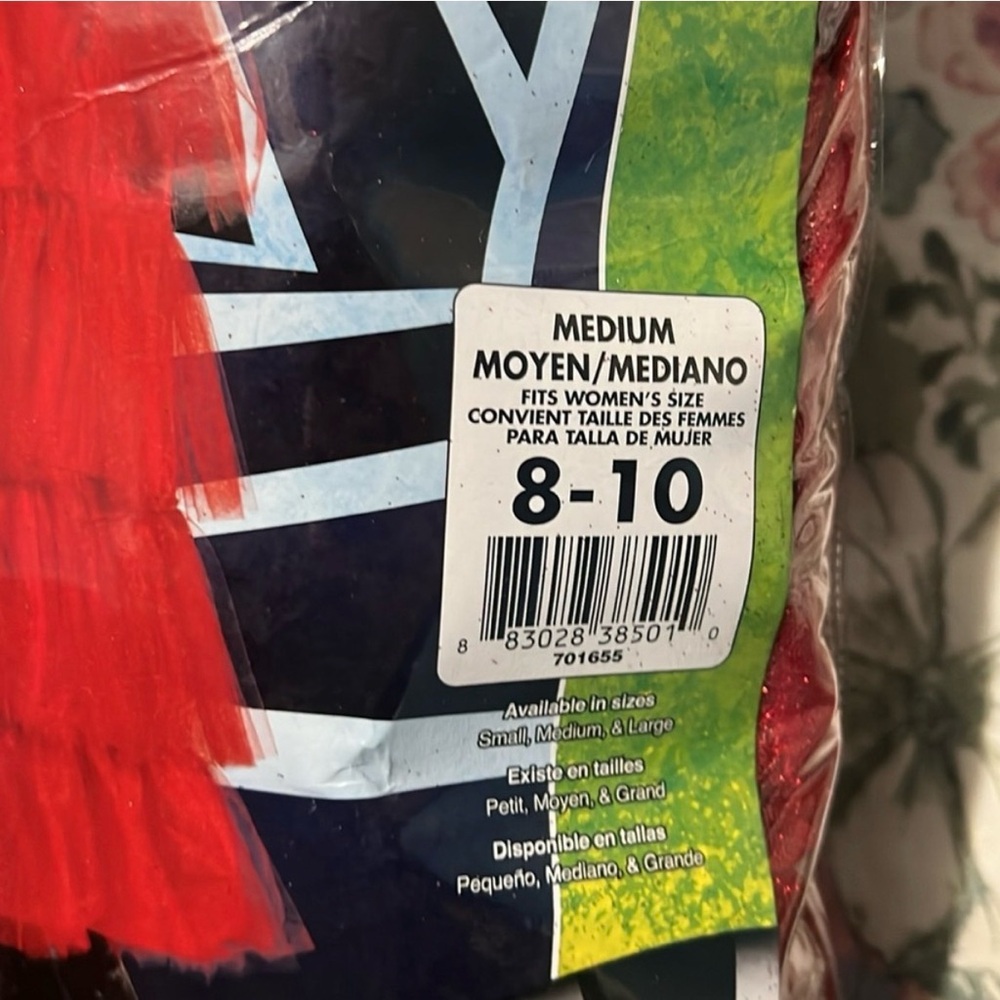 MEDIUM
MOYEN/MEDIANO
FITS WOMEN'S SIZE
CONVIENT TAILLE DES FEMMES
PARA TALLA DE MUJER
8-10
8 83028 38501 0
701655
Available in sizes
Small, Medium, & Large
Existe en tailles
Petit, Moyen, & Grand
Disponible en tallas
Pequeño, Mediano, & Grande